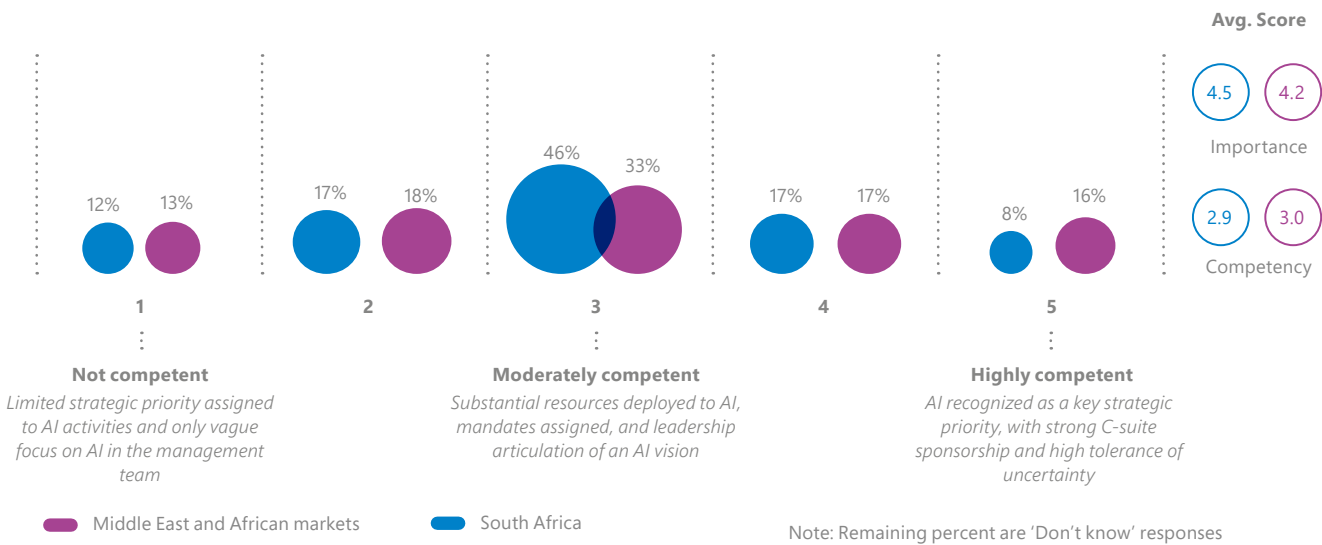 Avg. Score
4.5 4.2
Importance
46%
33%
12% 13% 17% 18% 17% 17% 8% 16%
2.9 3.0
Competency
1 2 3 4 5
Not competent
Limited strategic priority assigned
to AI activities and only vague
focus on AI in the management
team
Moderately competent
Substantial resources deployed to AI,
mandates assigned, and leadership
articulation of an AI vision
Highly competent
AI recognized as a key strategic
priority, with strong C-suite
sponsorship and high tolerance of
uncertainty
Middle East and African markets
South Africa
Note: Remaining percent are 'Don't know' responses